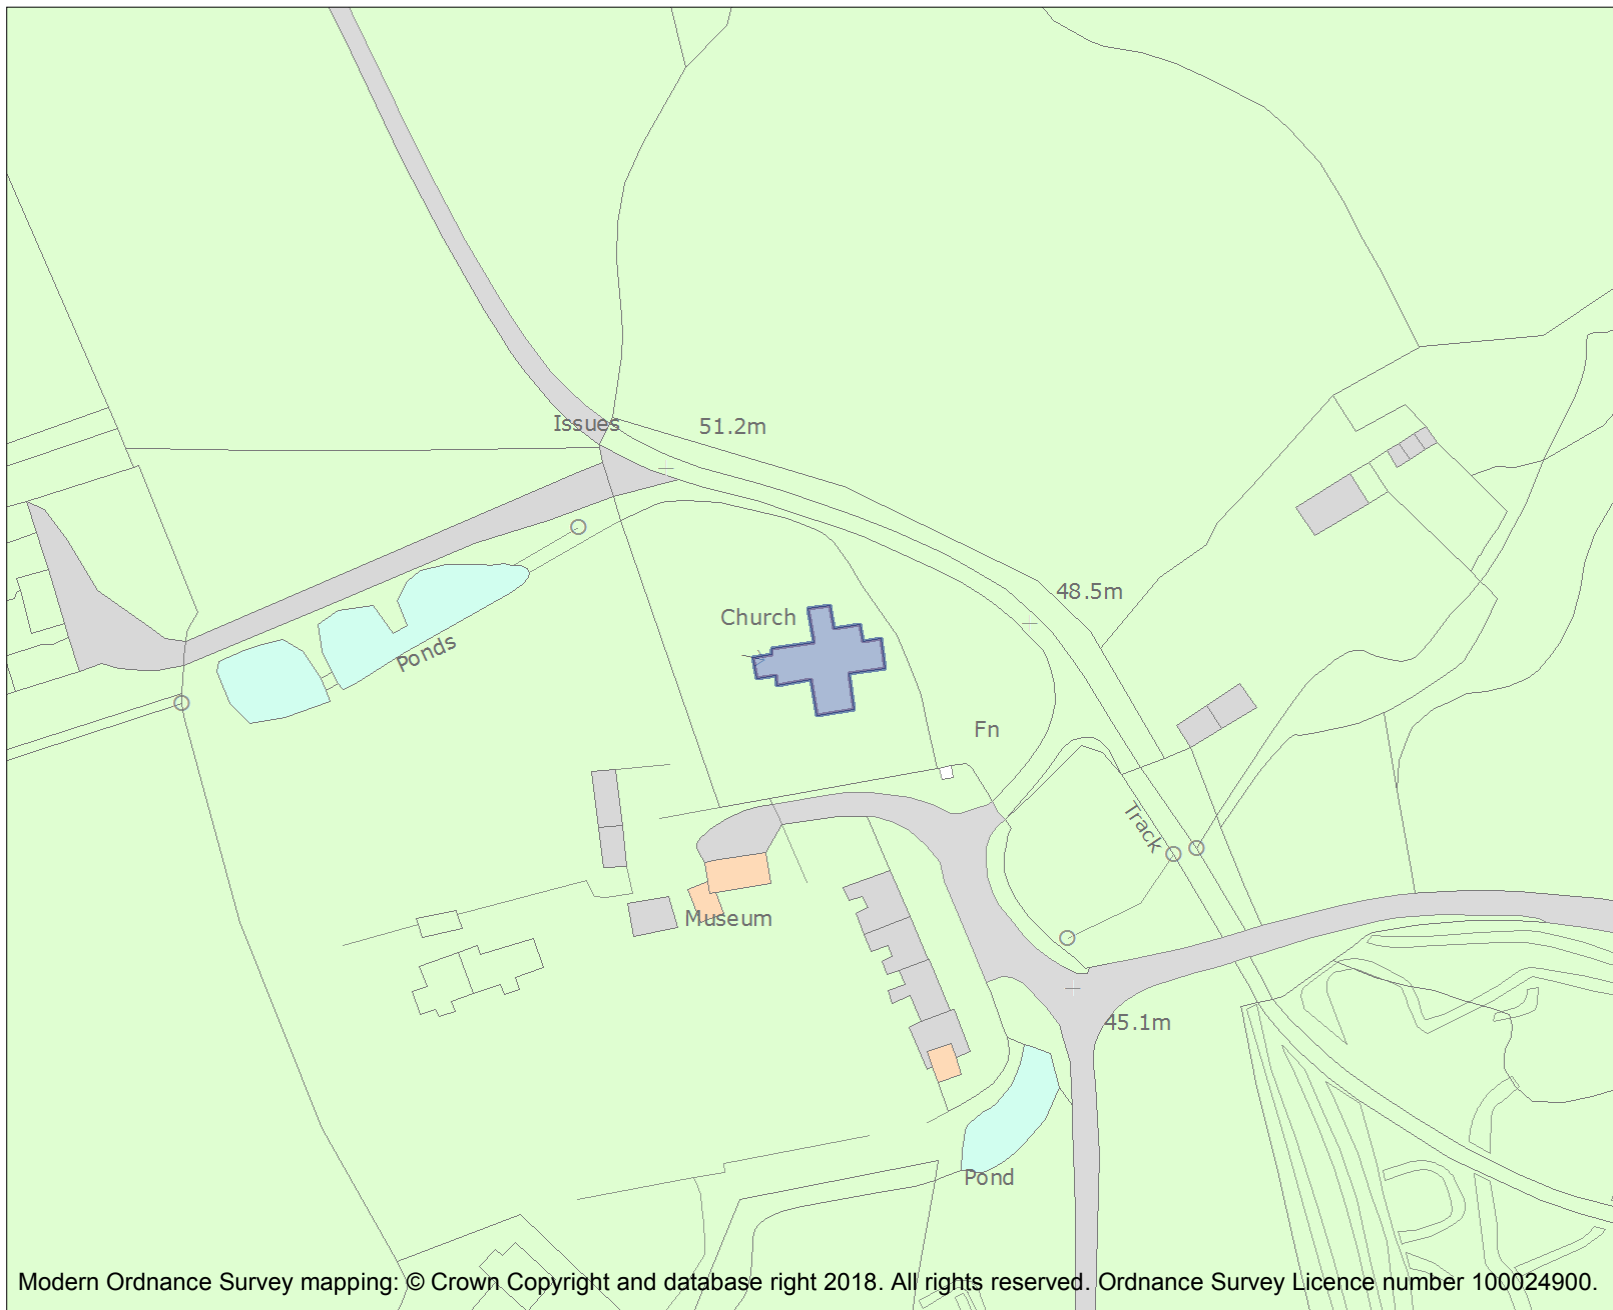 Issues
51.2m
48.5m
Church
Ponds
Fn
Track
Museum
45.1m
Pond
Modern Ordnance Survey mapping: © Crown Copyright and database right 2018. All rights reserved. Ordnance Survey Licence number 100024900.